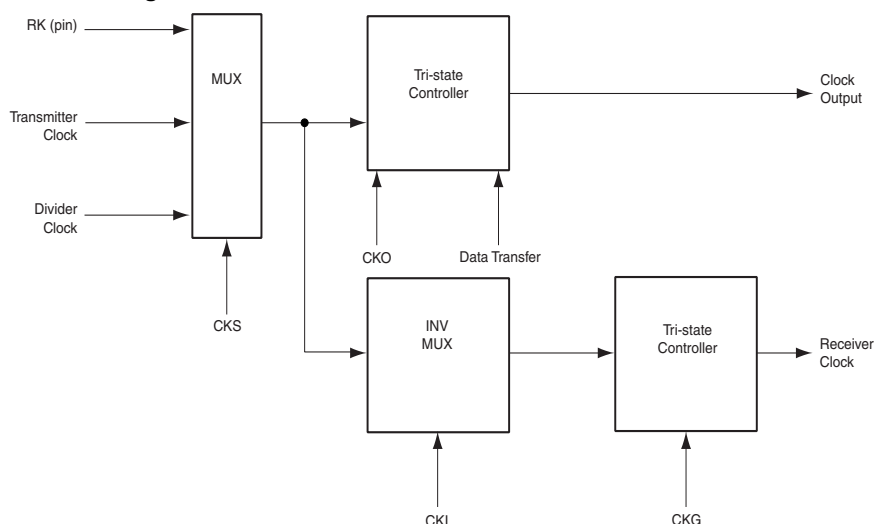 RK (pin)
MUX
Tri-state
Controller
Clock
Output
Transmitter
Clock
Divider
Clock
CKO
Data Transfer
CKS
INV
MUX
Tri-state
Controller
Receiver
Clock
CKI
CKG